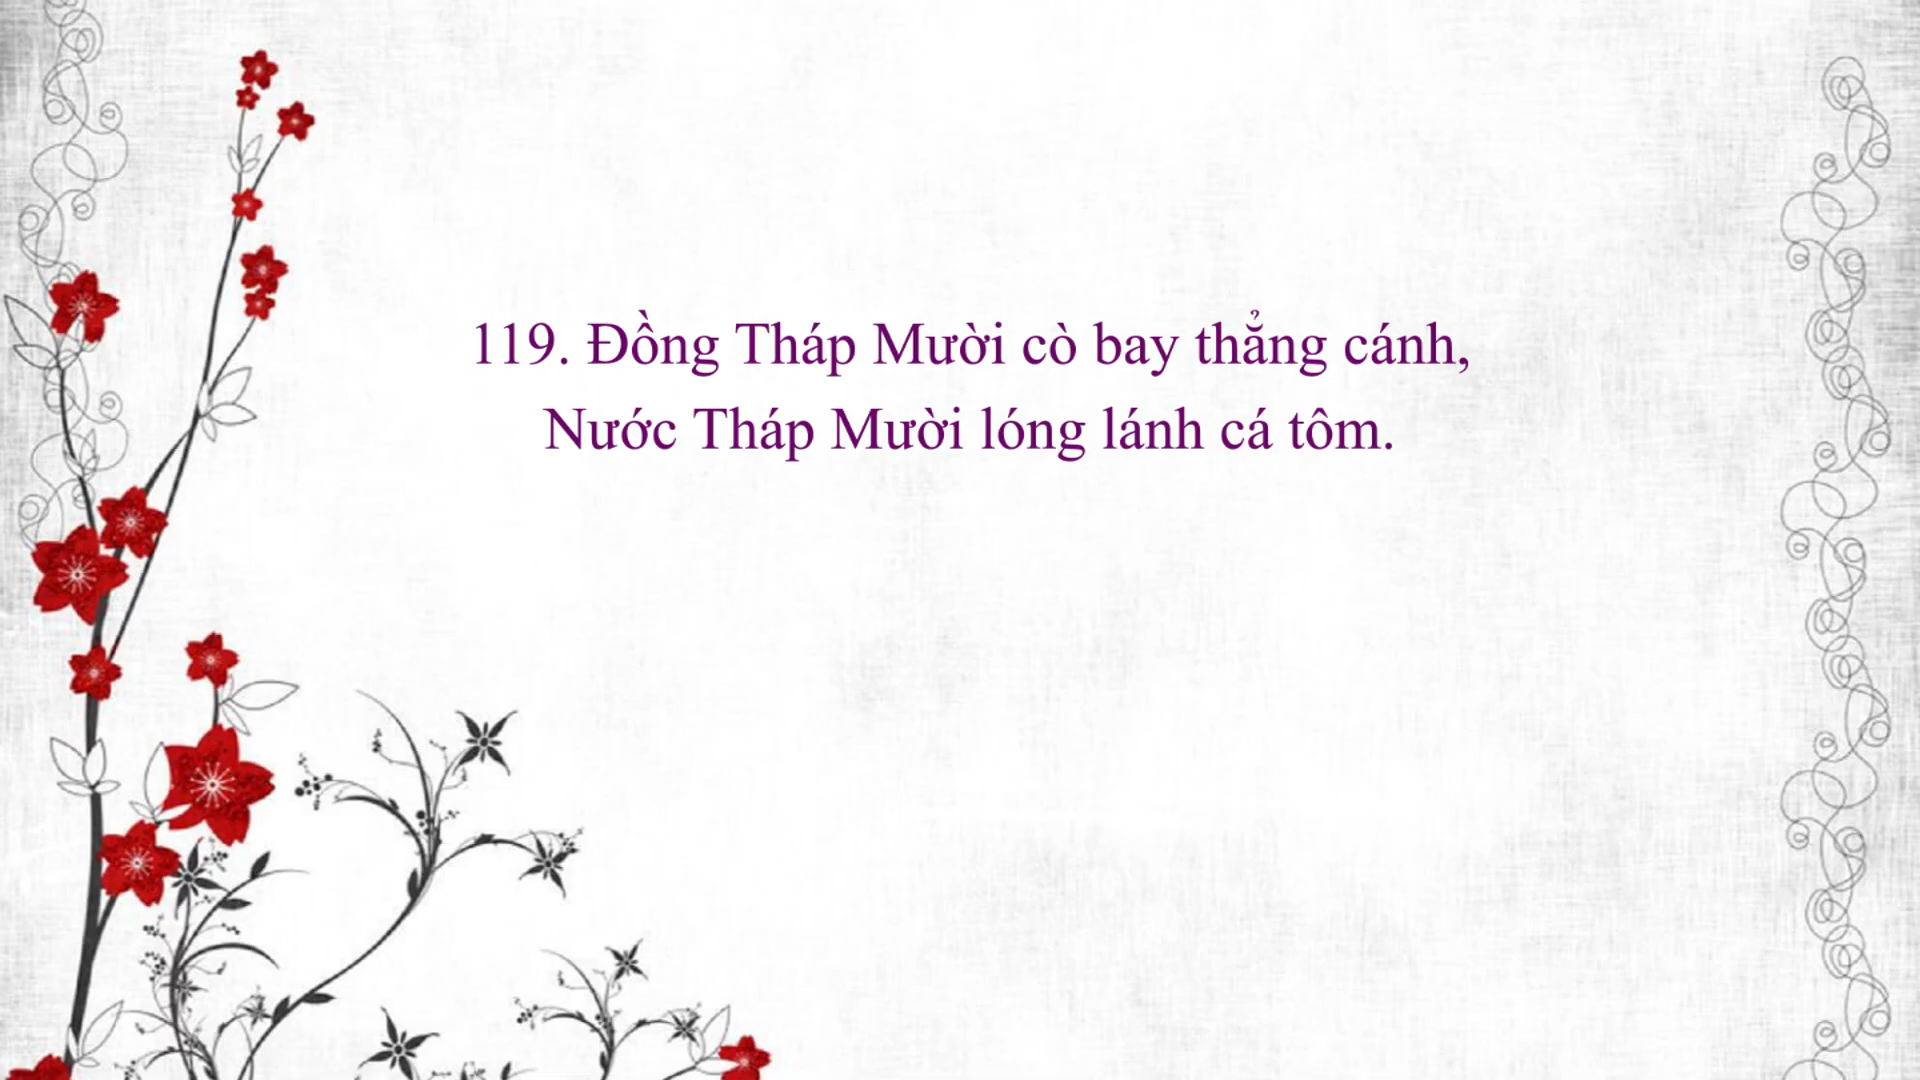 119. Đồng Tháp Mười cò bay thẳng cánh,
Nước Tháp Mười lóng lánh cá tôm.